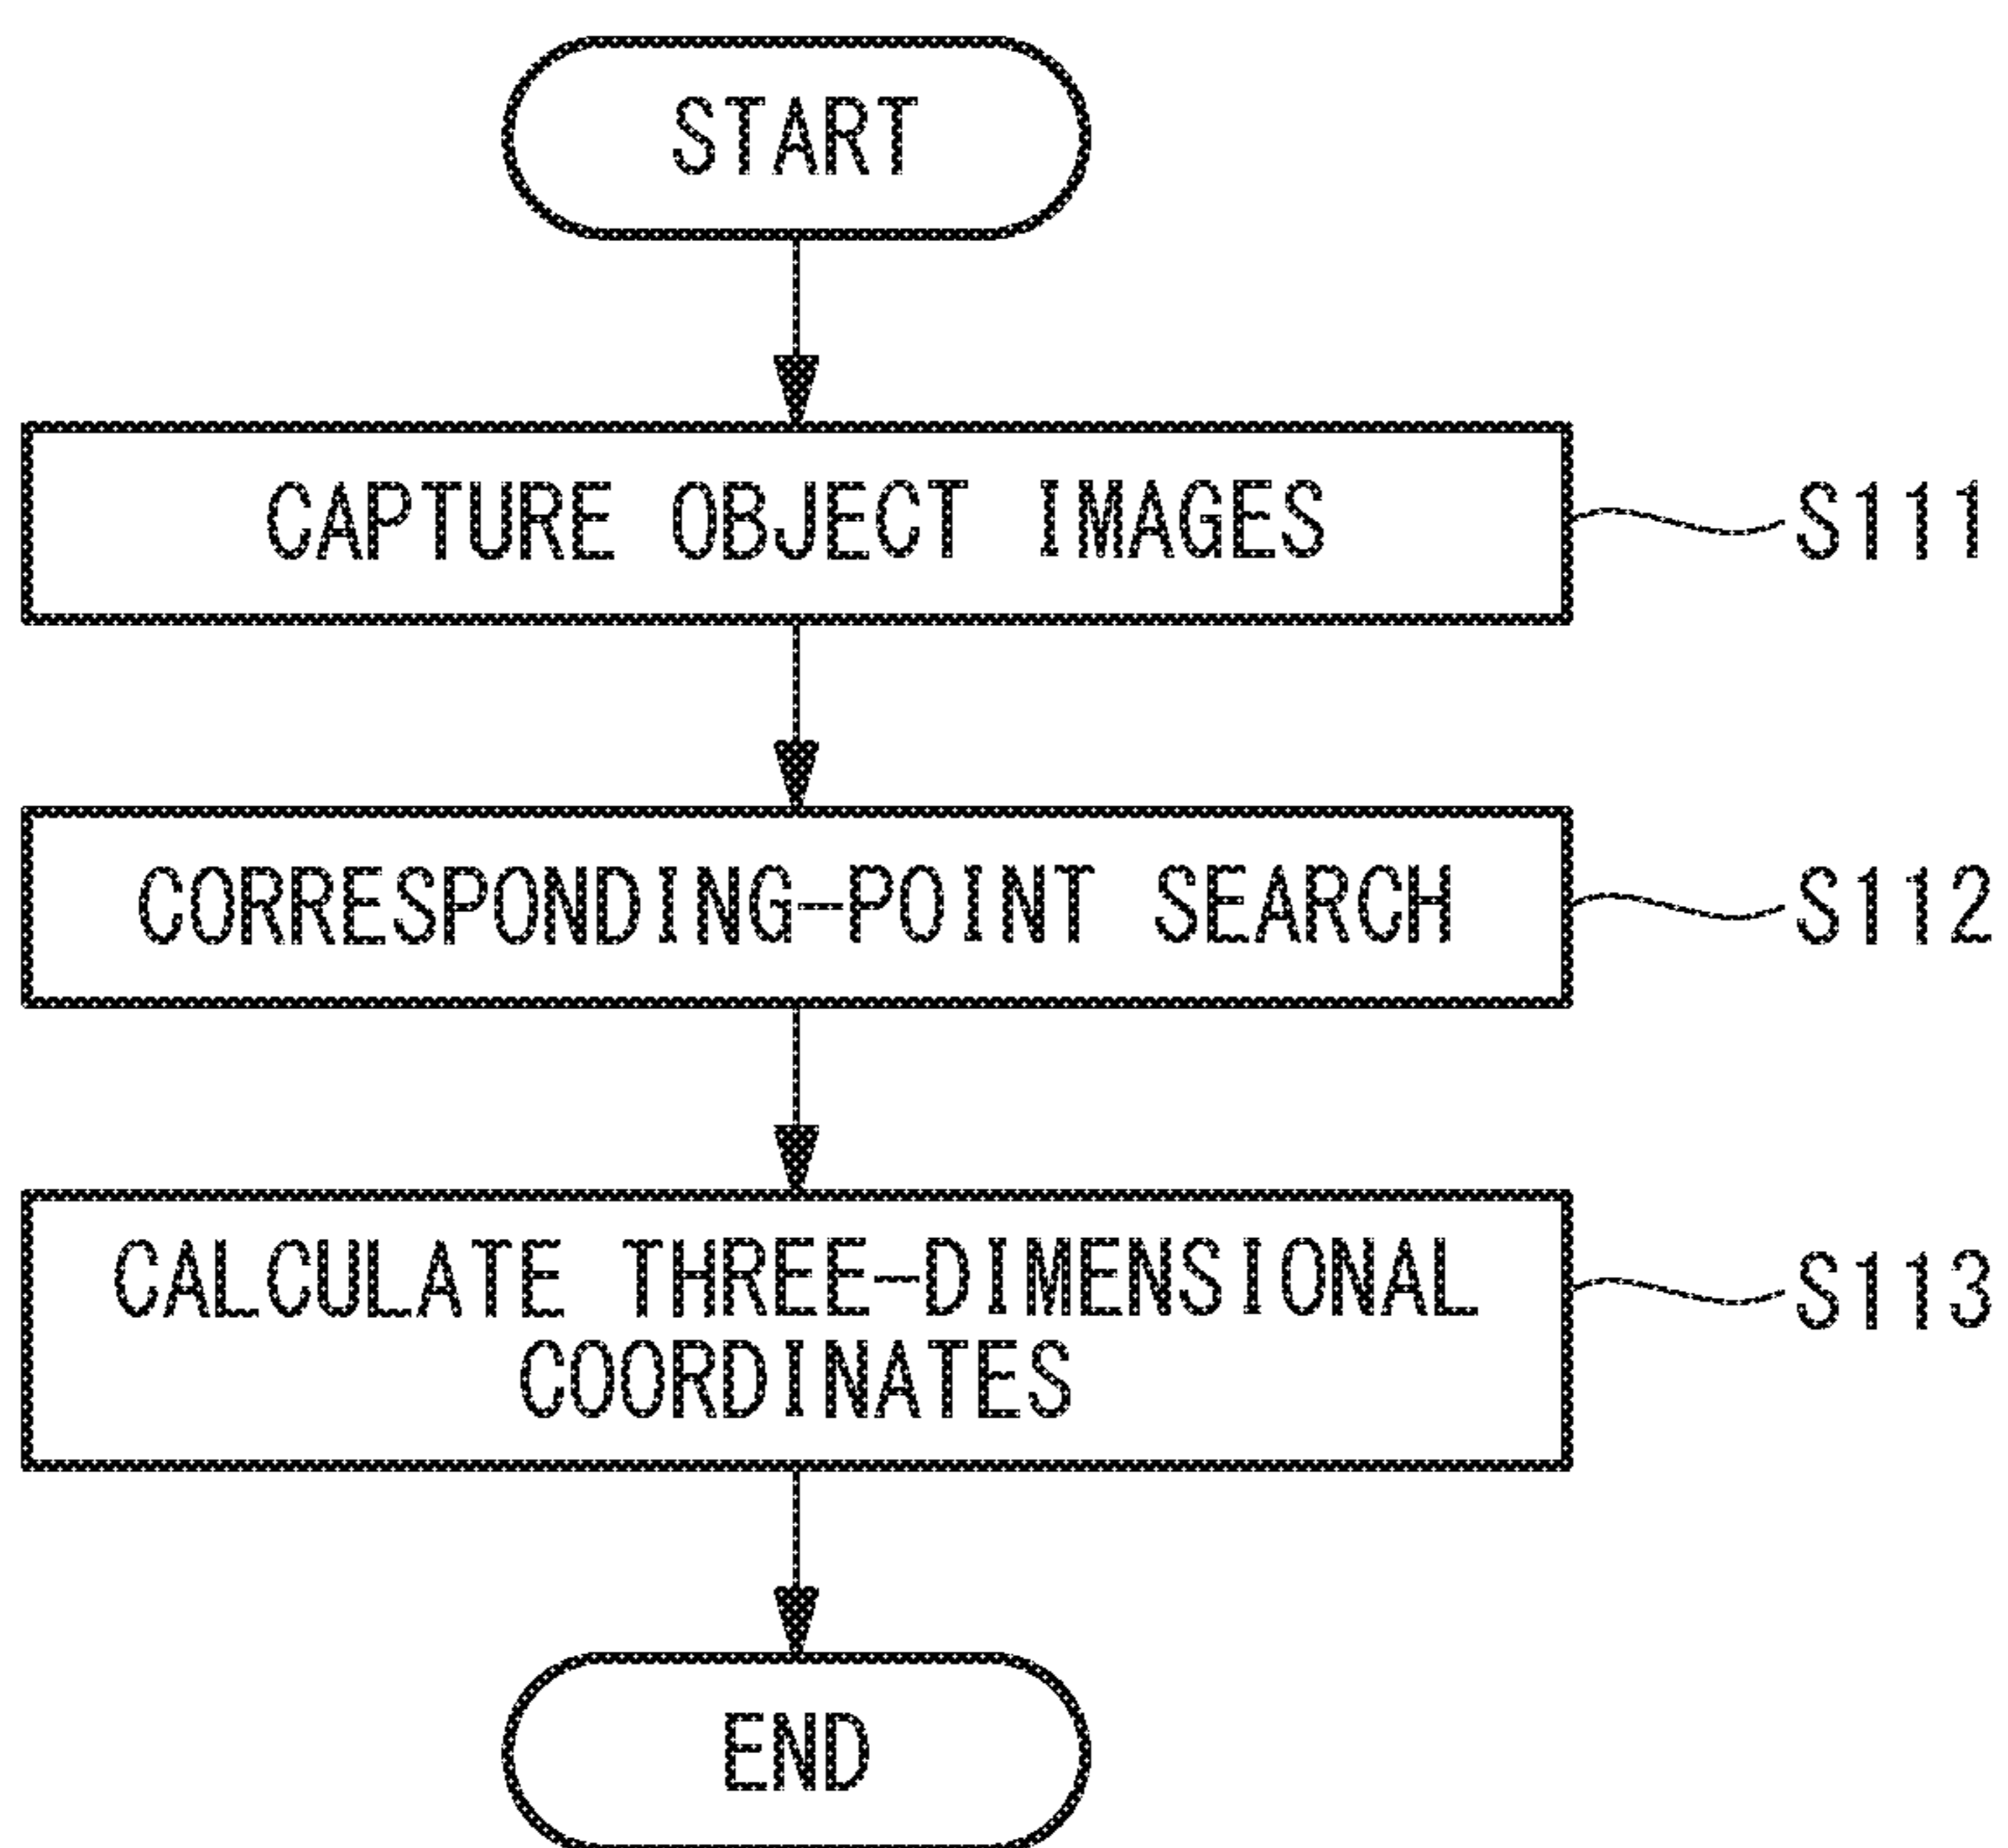 START
CAPTURE OBJECT IMAGES
S111
CORRESPONDING-POINT SEARCH
S112
CALCULATE THREE-DIMENSIONAL
COORDINATES
S113
END